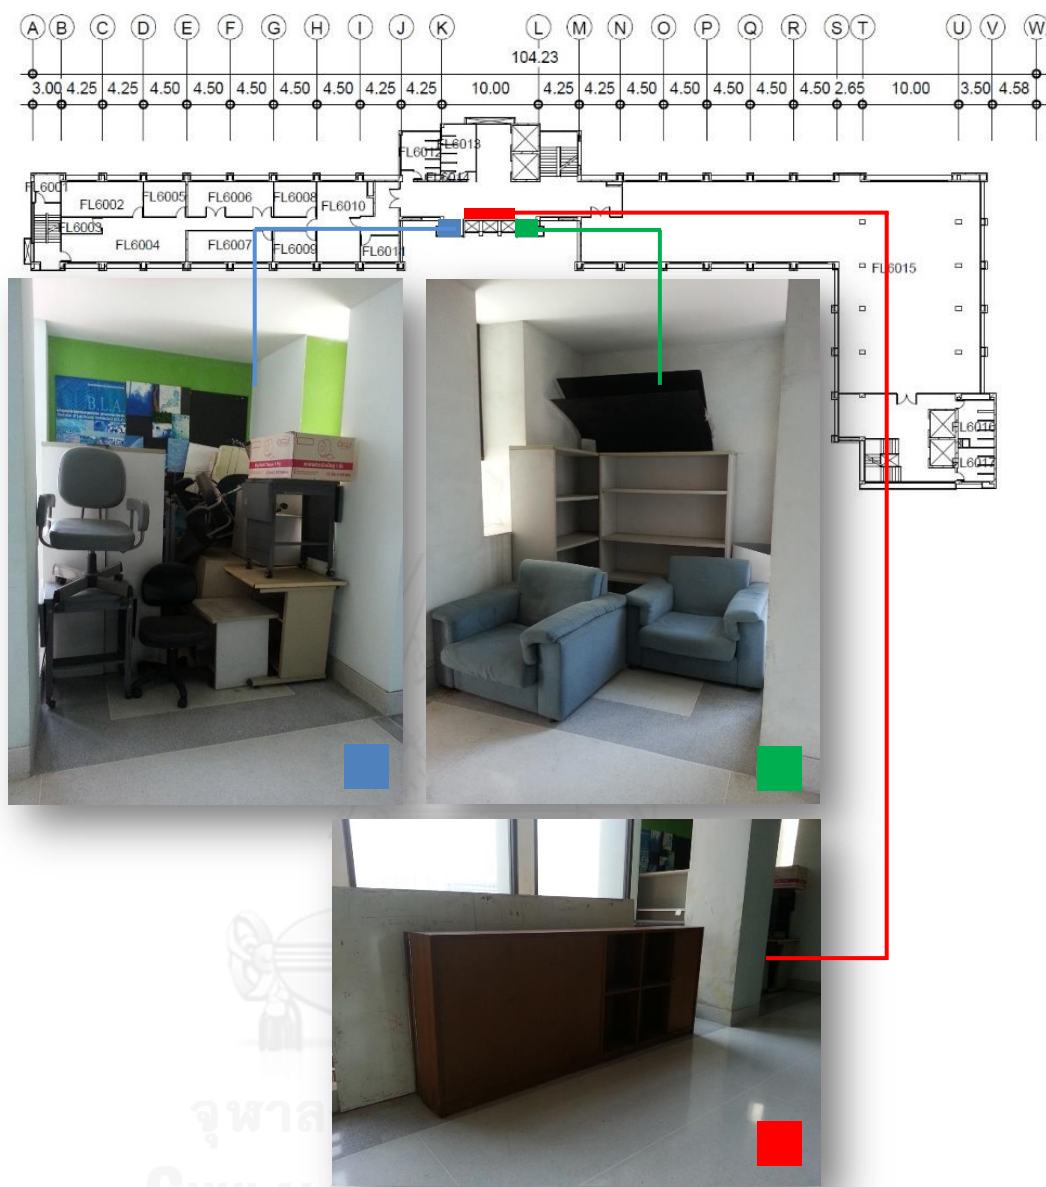 A B C D E F G H I J K L M N O P Q R S T U V W
104.23
3.00 4.25 4.25 4.50 4.50 4.50 4.50 4.50 4.25 4.25 10.00 4.25 4.25 4.50 4.50 4.50 4.50 4.50 2.65 10.00 3.50 4.58
FL6012 FL6013
FL6001
FL6002 FL6005 FL6006 FL6008 FL6010
FL6003
FL6004 FL6007 FL6009 FL6011
FL6015
FL6016
FL6017
B.L.A.
จุฬาล